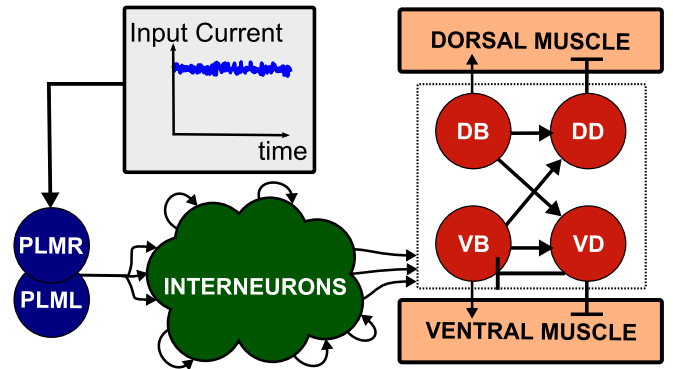 Input Current
time
DORSAL MUSCLE
DB
DD
PLMR
PLML
INTERNEURONS
VB
VD
VENTRAL MUSCLE